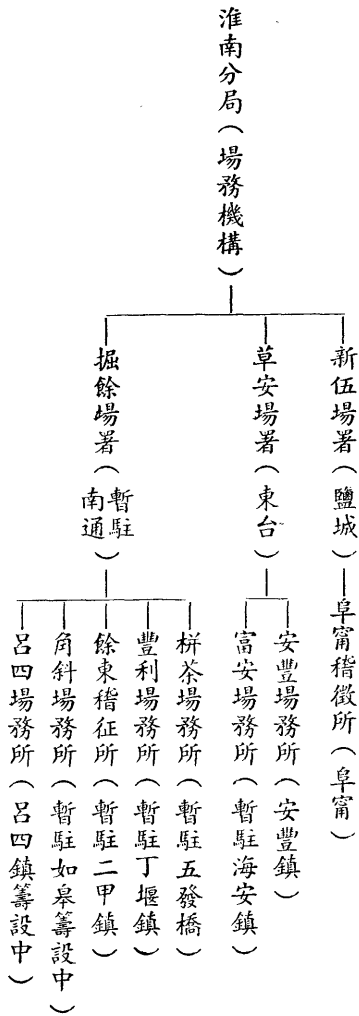 淮南分局（場務機構）
新伍場署（鹽城）
阜甯稽徵所（阜甯）
草安場署（東台）
安豐場務所（安豐鎮）
富安場務所（暫駐海安鎮）
掘餘場署（暫駐南通）
栟茶場務所（暫駐五發橋）
豐利場務所（暫駐丁堰鎮）
餘東稽征所（暫駐二甲鎮）
角斜場務所（暫駐如皋籌設中）
呂四場務所（呂四鎮籌設中）